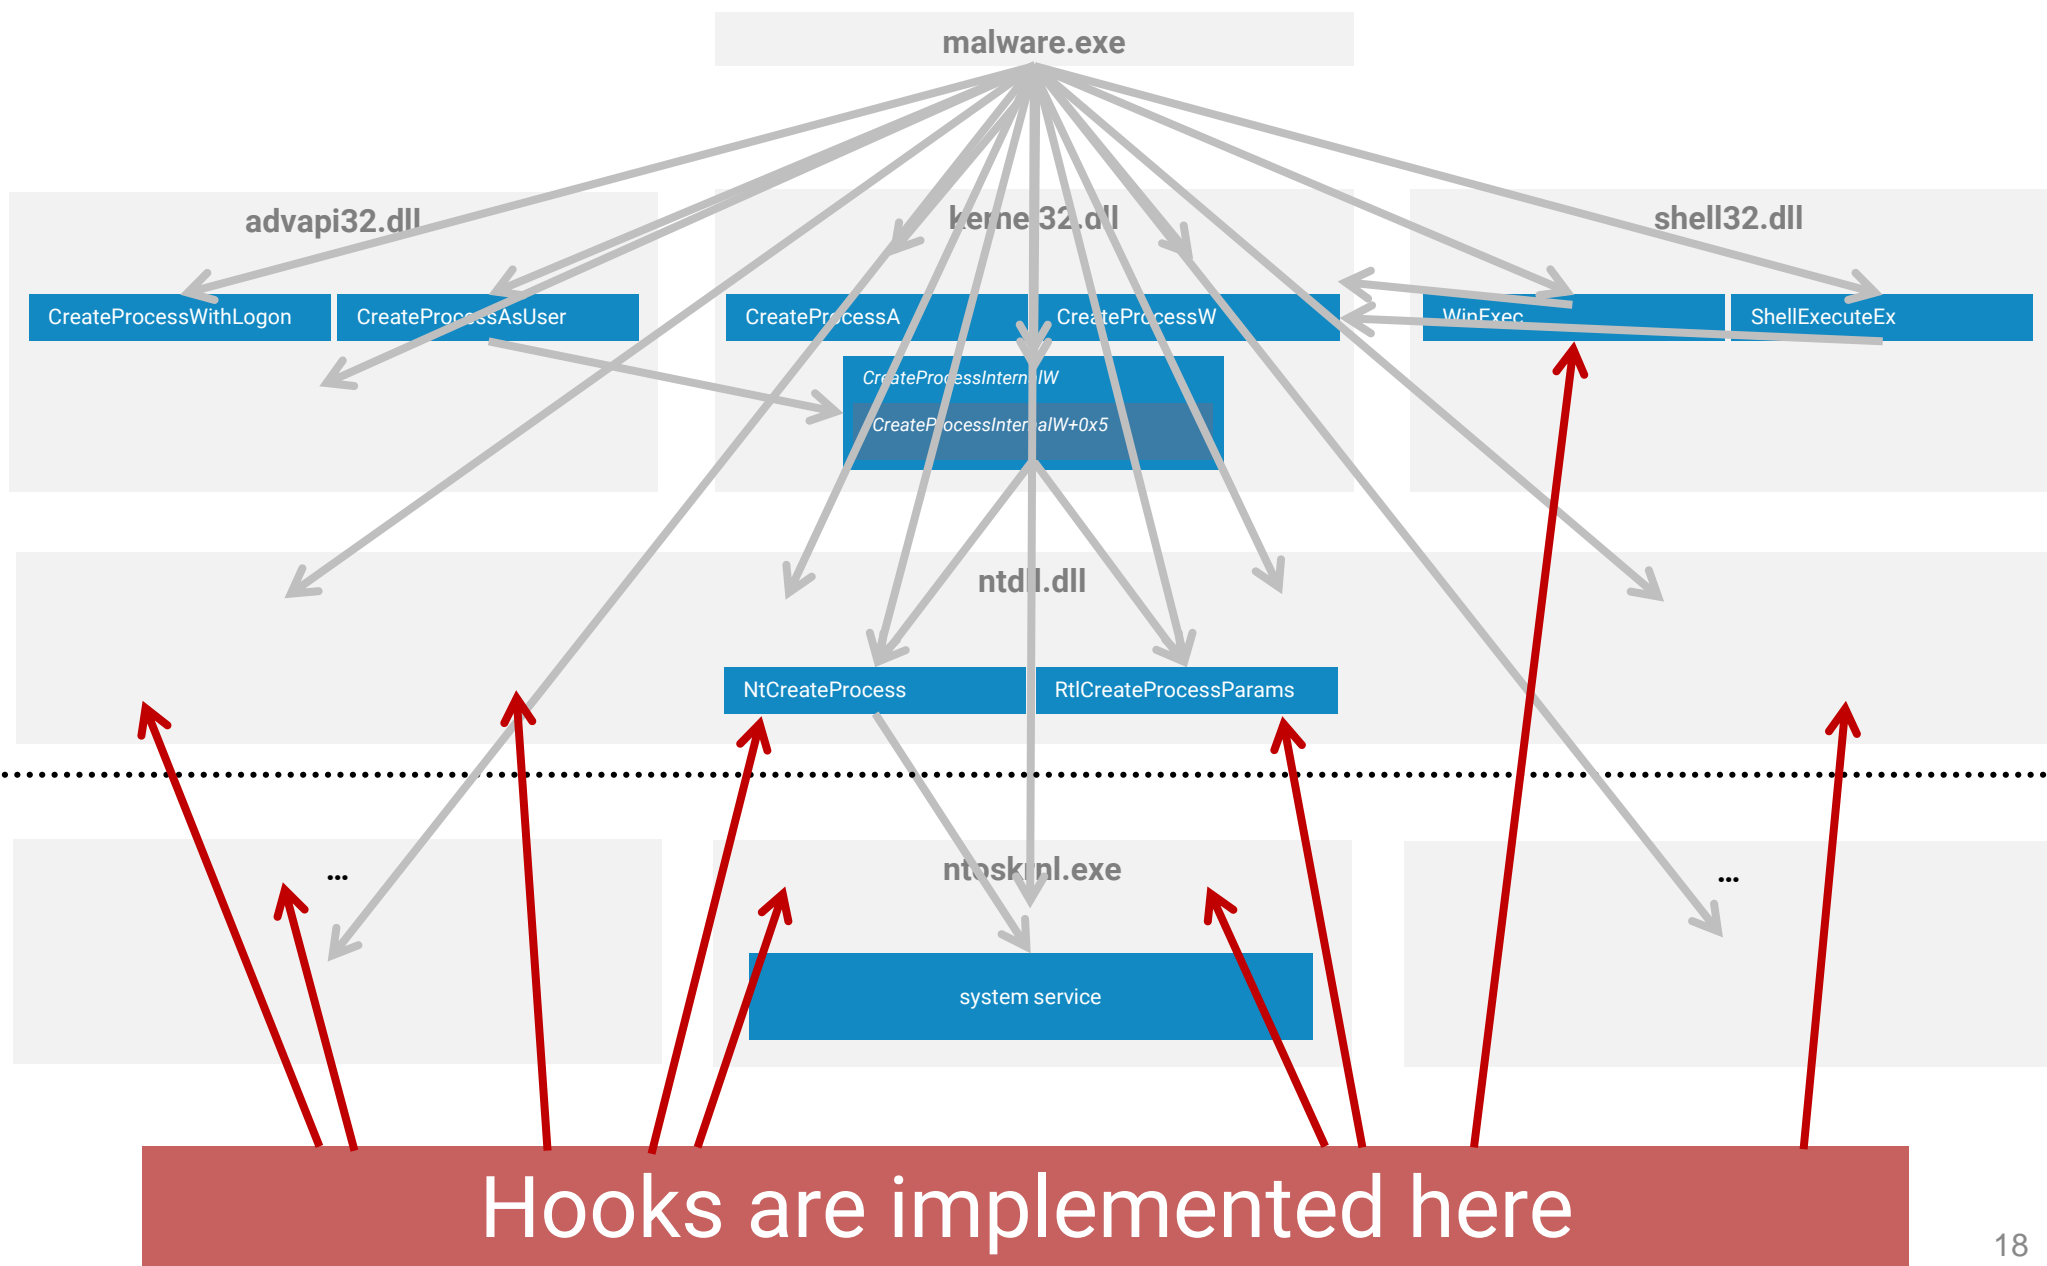 malware.exe
advapi32.dll
kernel32.dll
shell32.dll
CreateProcessWithLogon
CreateProcessAsUser
CreateProcessA
CreateProcessW
WinExec
ShellExecuteEx
CreateProcessInternalW
CreateProcessInternalW+0x5
ntdll.dll
NtCreateProcess
RtlCreateProcessParams
...
ntoskrnl.exe
...
system service
Hooks are implemented here
18